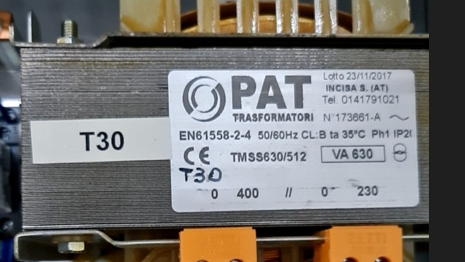 T30
PAT
TRASFORMATORI
Lotto 23/11/2017
INCISA S. (AT)
Tel. 0141791021
N°173661-A ~
EN61558-2-4 50/60Hz CL:B ta 35°C Ph1 IP20
CE TMSS630/512 VA 630
T30
0 400 // 0 230